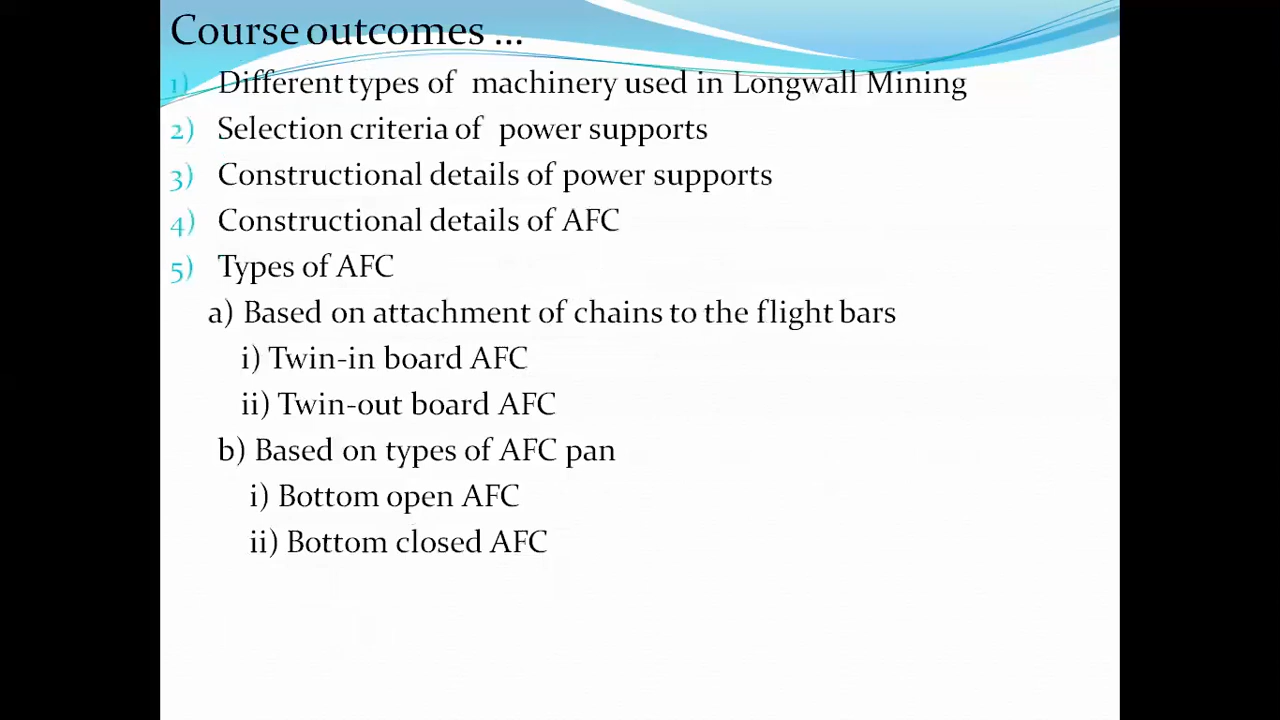 Course outcomes ...
1) Different types of machinery used in Longwall Mining
2) Selection criteria of power supports
3) Constructional details of power supports
4) Constructional details of AFC
5) Types of AFC
a) Based on attachment of chains to the flight bars
i) Twin-in board AFC
ii) Twin-out board AFC
b) Based on types of AFC pan
i) Bottom open AFC
ii) Bottom closed AFC